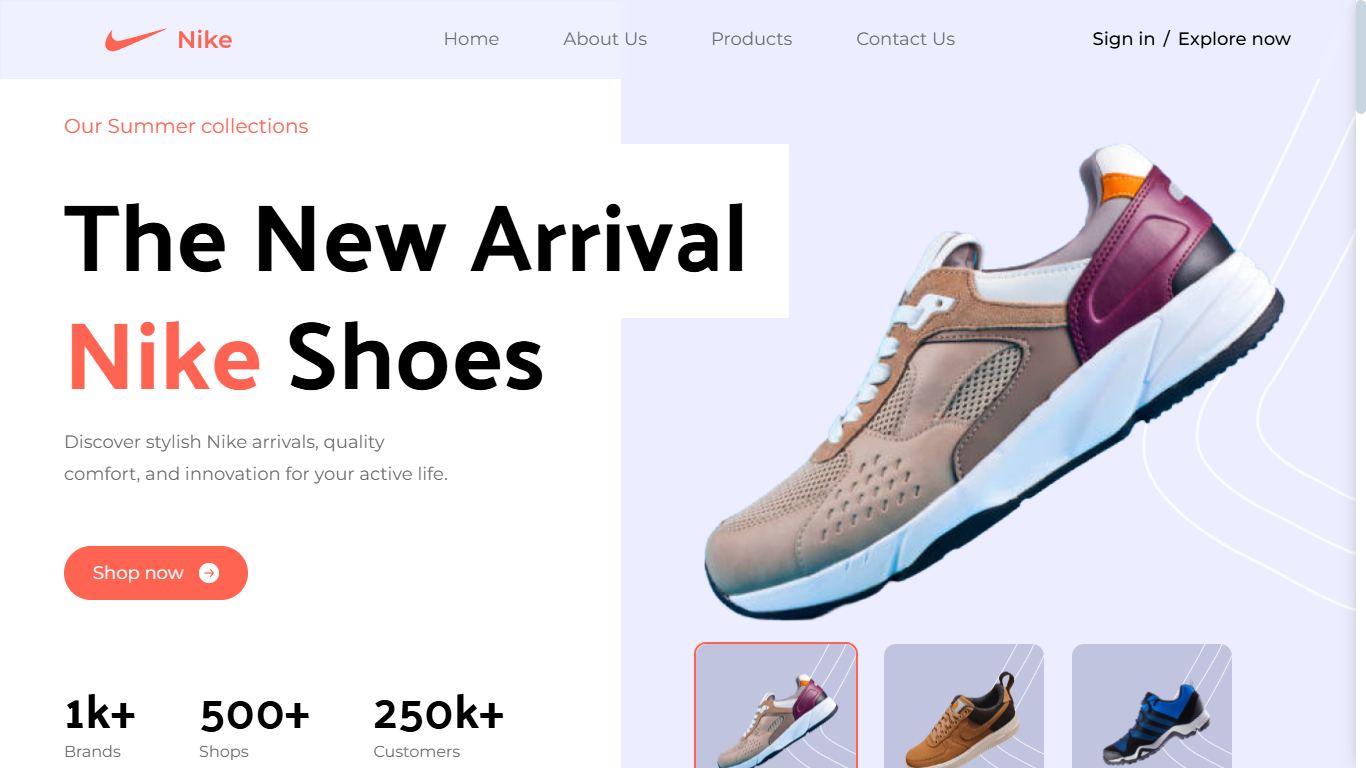 Nike
Home
About Us
Products
Contact Us
Sign in / Explore now
Our Summer collections
The New Arrival
Nike Shoes
Discover stylish Nike arrivals, quality
comfort, and innovation for your active life.
Shop now
1k+
Brands
500+
Shops
250k+
Customers